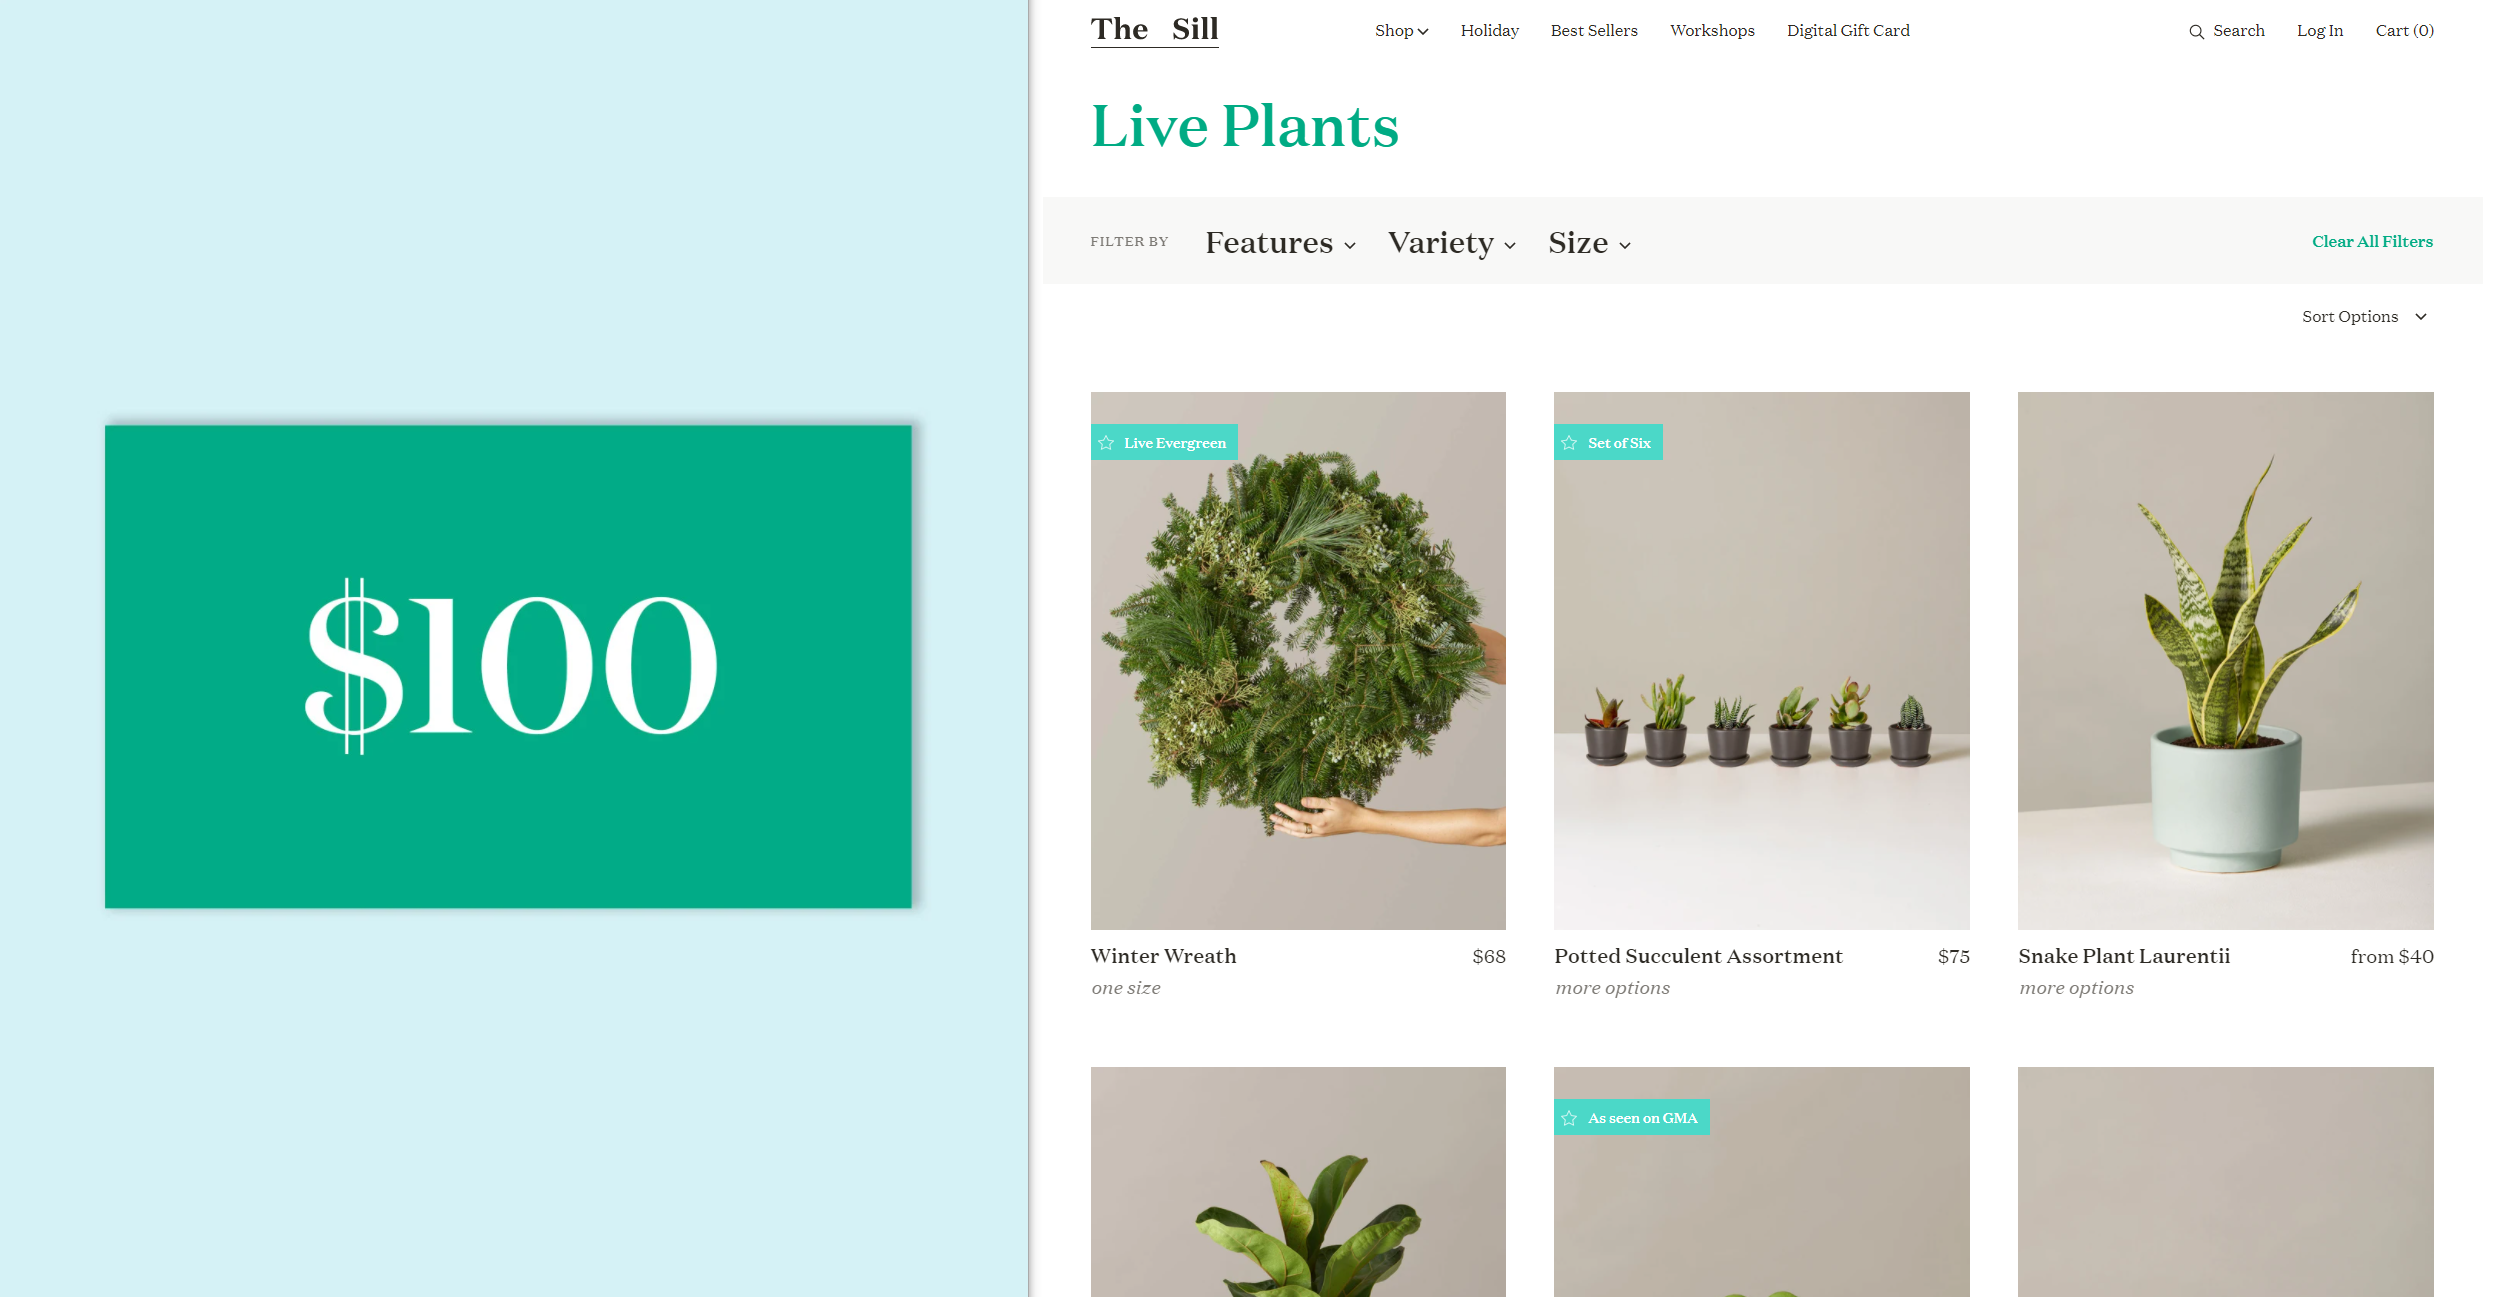 $100
The Sill
Shop
Holiday
Best Sellers
Workshops
Digital Gift Card
Search
Log In
Cart (0)
Live Plants
FILTER BY
Features
Variety
Size
Clear All Filters
Sort Options
Live Evergreen
Set of Six
Winter Wreath $68
one size
Potted Succulent Assortment $75
more options
Snake Plant Laurentii from $40
more options
As seen on GMA